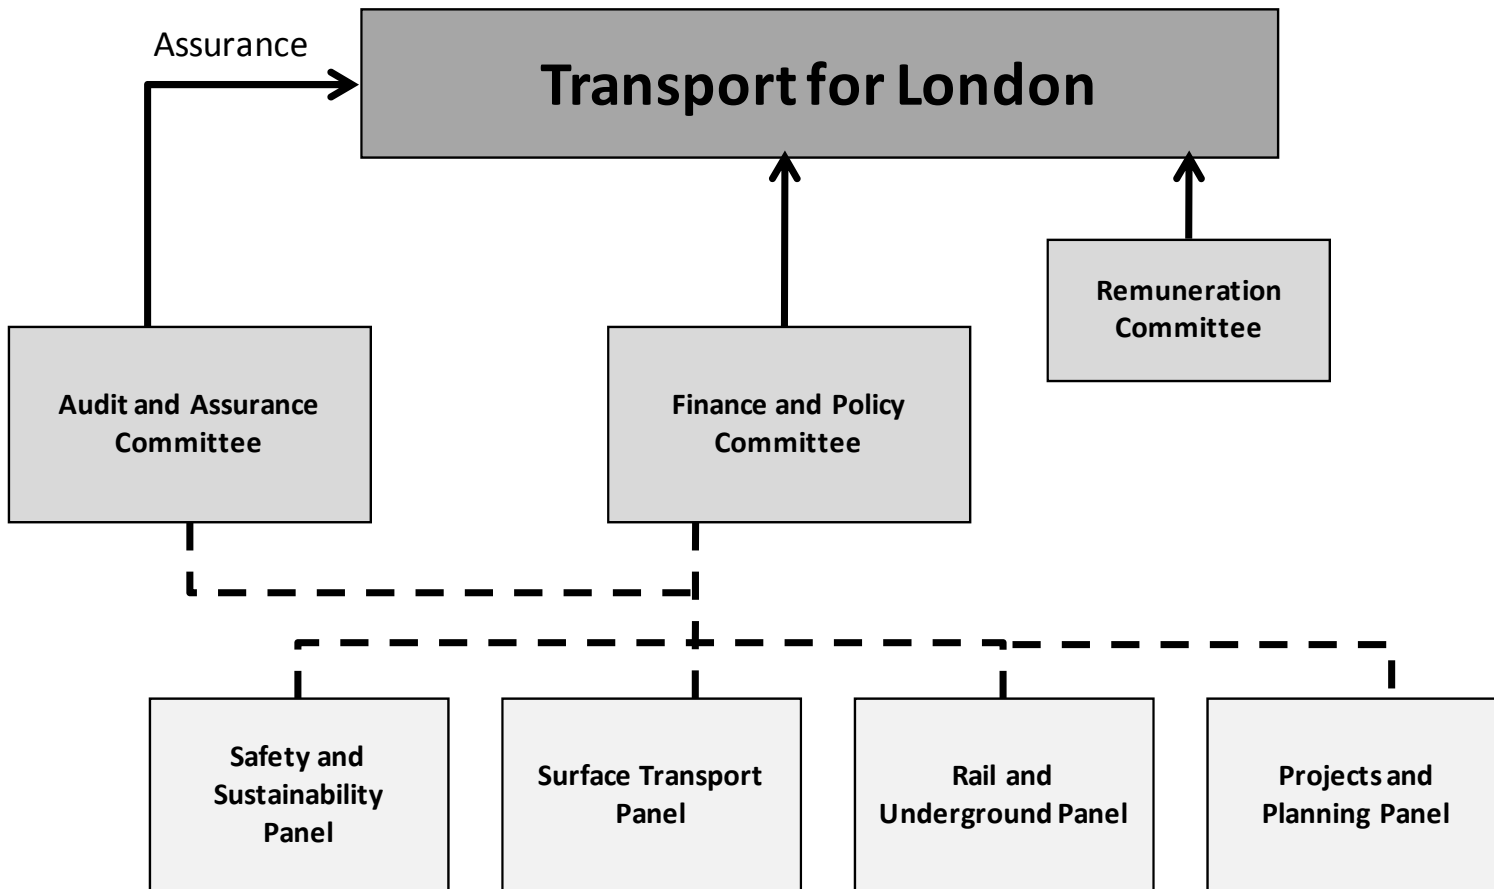 Assurance
Transport for London
Remuneration
Committee
Audit and Assurance
Committee
Finance and Policy
Committee
Safety and
Sustainability
Panel
Surface Transport
Panel
Rail and
Underground Panel
Projects and
Planning Panel